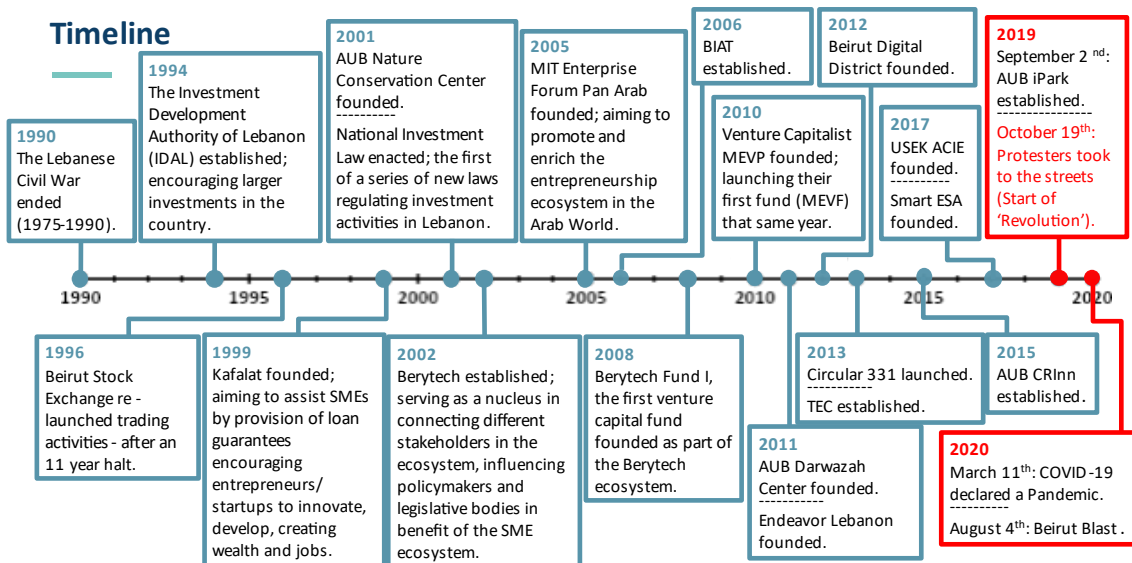 Timeline
1990
The Lebanese
Civil War
ended
(1975-1990).
1994
The Investment
Development
Authority of Lebanon
(IDAL) established;
encouraging larger
investments in the
country.
2001
AUB Nature
Conservation Center
founded.
----------
National Investment
Law enacted; the first
of a series of new laws
regulating investment
activities in Lebanon.
2005
MIT Enterprise
Forum Pan Arab
founded; aiming to
promote and
enrich the
entrepreneurship
ecosystem in the
Arab World.
2006
BIAT
established.
2010
Venture Capitalist
MEVP founded;
launching their
first fund (MEVF)
that same year.
2012
Beirut Digital
District founded.
2017
USEK ACIE
founded.
----------
Smart ESA
founded.
2019
September 2 nd:
AUB iPark
established.
----------
October 19th:
Protesters took
to the streets
(Start of
‘Revolution’).
1990 1995 2000 2005 2010 2015 2020
1996
Beirut Stock
Exchange re -
launched trading
activities - after an
11 year halt.
1999
Kafalat founded;
aiming to assist SMEs
by provision of loan
guarantees
encouraging
entrepreneurs/
startups to innovate,
develop, creating
wealth and jobs.
2002
Berytech established;
serving as a nucleus in
connecting different
stakeholders in the
ecosystem, influencing
policymakers and
legislative bodies in
benefit of the SME
ecosystem.
2008
Berytech Fund I,
the first venture
capital fund
founded as part of
the Berytech
ecosystem.
2011
AUB Darwazah
Center founded.
----------
Endeavor Lebanon
founded.
2013
Circular 331 launched.
----------
TEC established.
2015
AUB CRInn
established.
2020
March 11th: COVID-19
declared a Pandemic.
----------
August 4th: Beirut Blast .